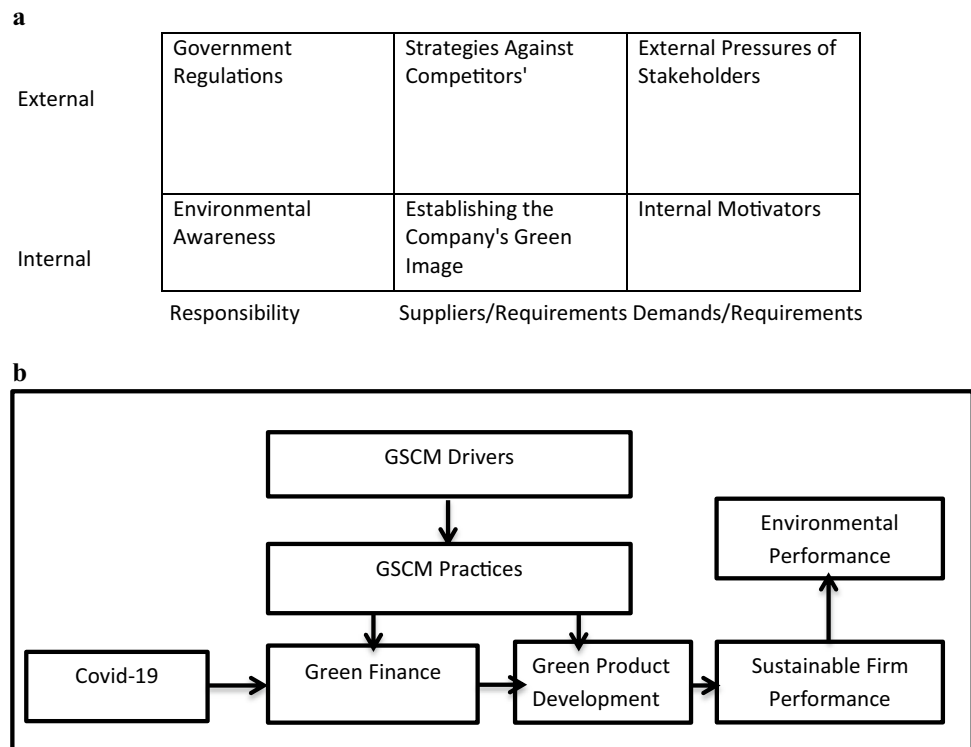 a
Government
Regulations
Strategies Against
Competitors'
External Pressures of
Stakeholders
External
Environmental
Awareness
Establishing the
Company's Green
Image
Internal Motivators
Internal
Responsibility
Suppliers/Requirements
Demands/Requirements
b
GSCM Drivers
GSCM Practices
Environmental
Performance
Covid-19
Green Finance
Green Product
Development
Sustainable Firm
Performance